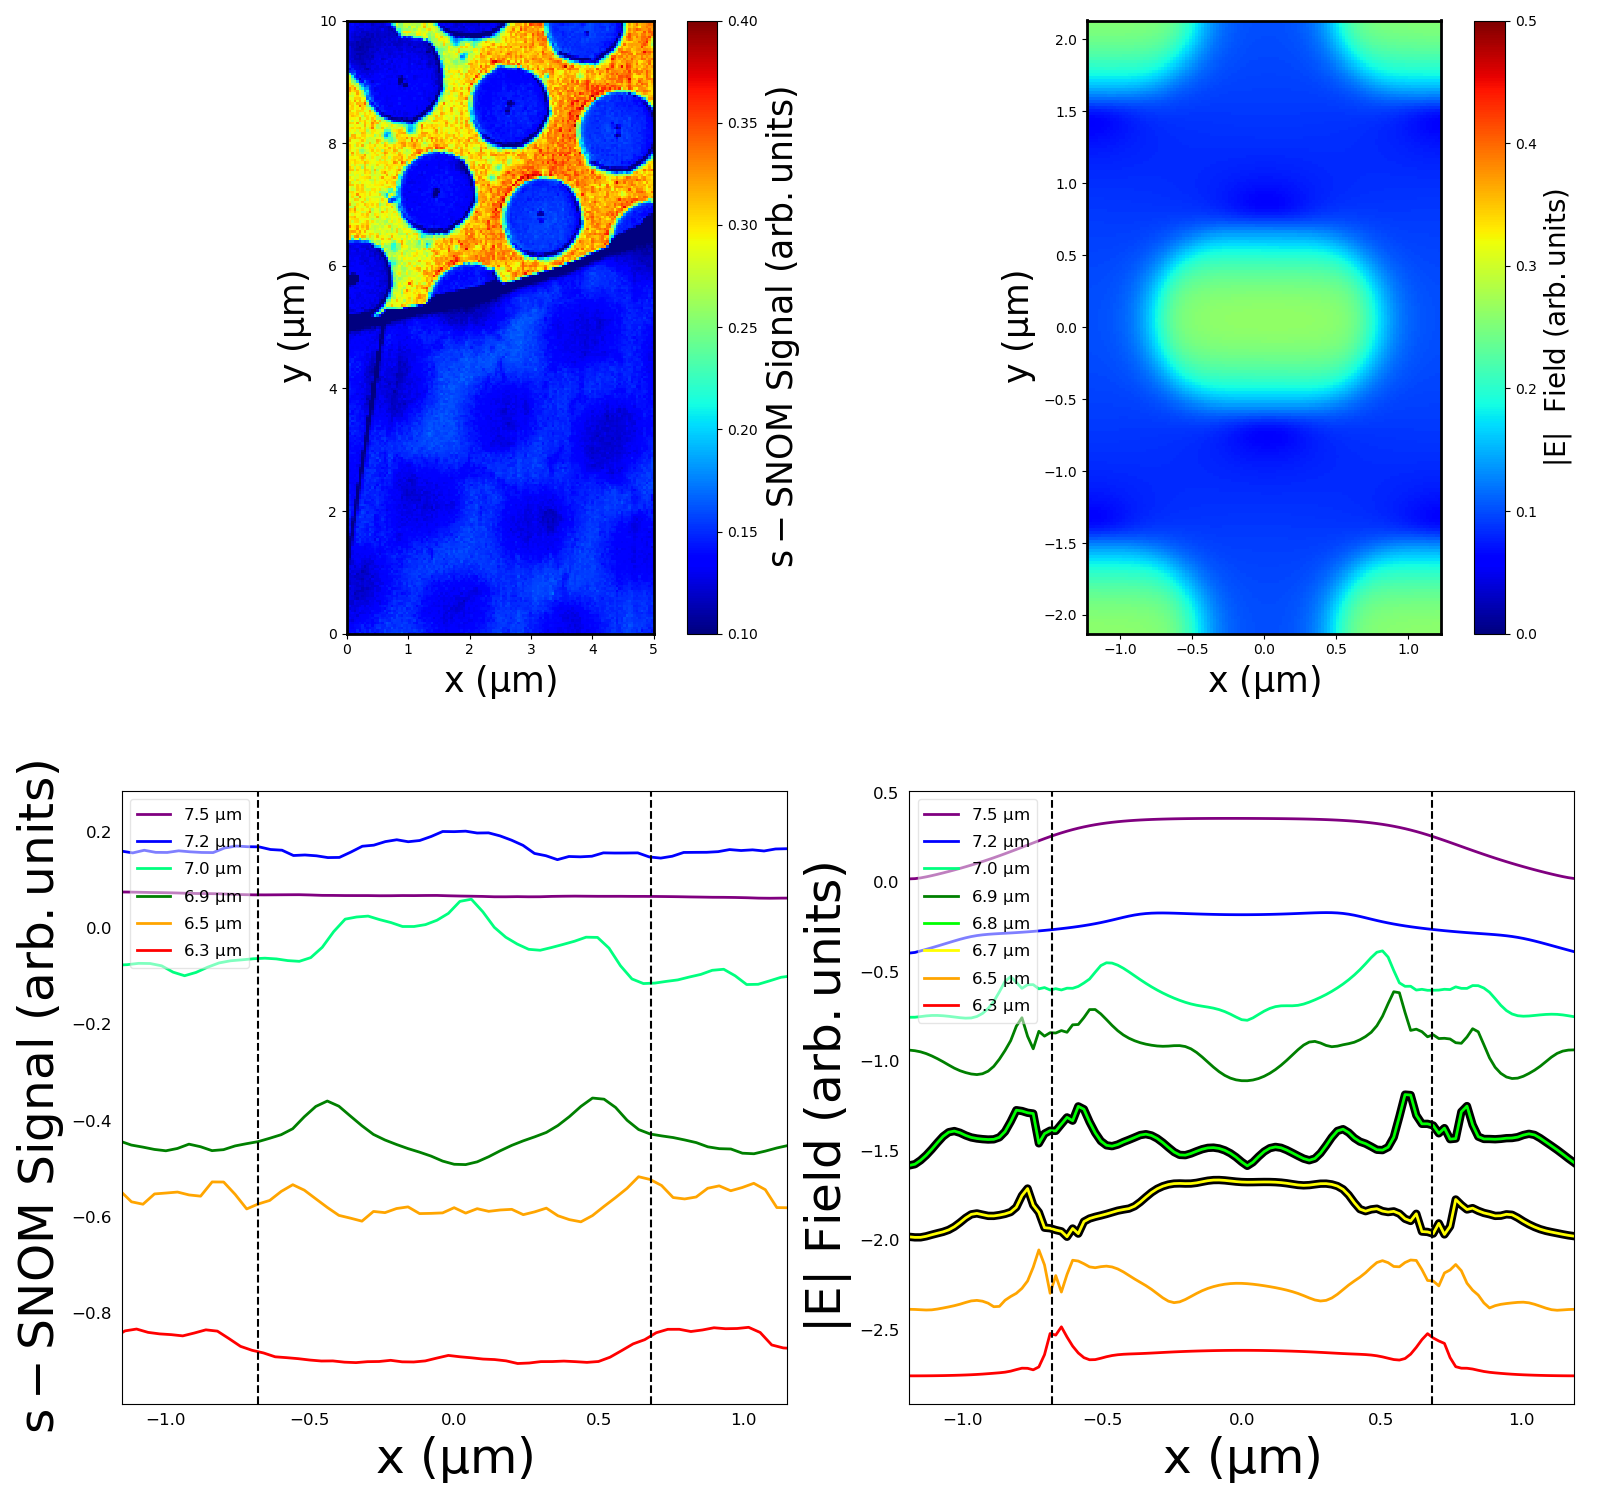 10
8
6
4
2
0
y (μm)
0 1 2 3 4 5
x (μm)
0.40
0.35
0.30
0.25
0.20
0.15
0.10
s − SNOM Signal (arb. units)
2.0
1.5
1.0
0.5
0.0
−0.5
−1.0
−1.5
−2.0
y (μm)
−1.0 −0.5 0.0 0.5 1.0
x (μm)
0.5
0.4
0.3
0.2
0.1
0.0
|E| Field (arb. units)
s − SNOM Signal (arb. units)
0.2
0.0
−0.2
−0.4
−0.6
−0.8
7.5 μm
7.2 μm
7.0 μm
6.9 μm
6.5 μm
6.3 μm
−1.0 −0.5 0.0 0.5 1.0
x (μm)
|E| Field (arb. units)
0.5
0.0
−0.5
−1.0
−1.5
−2.0
−2.5
7.5 μm
7.2 μm
7.0 μm
6.9 μm
6.8 μm
6.7 μm
6.5 μm
6.3 μm
−1.0 −0.5 0.0 0.5 1.0
x (μm)